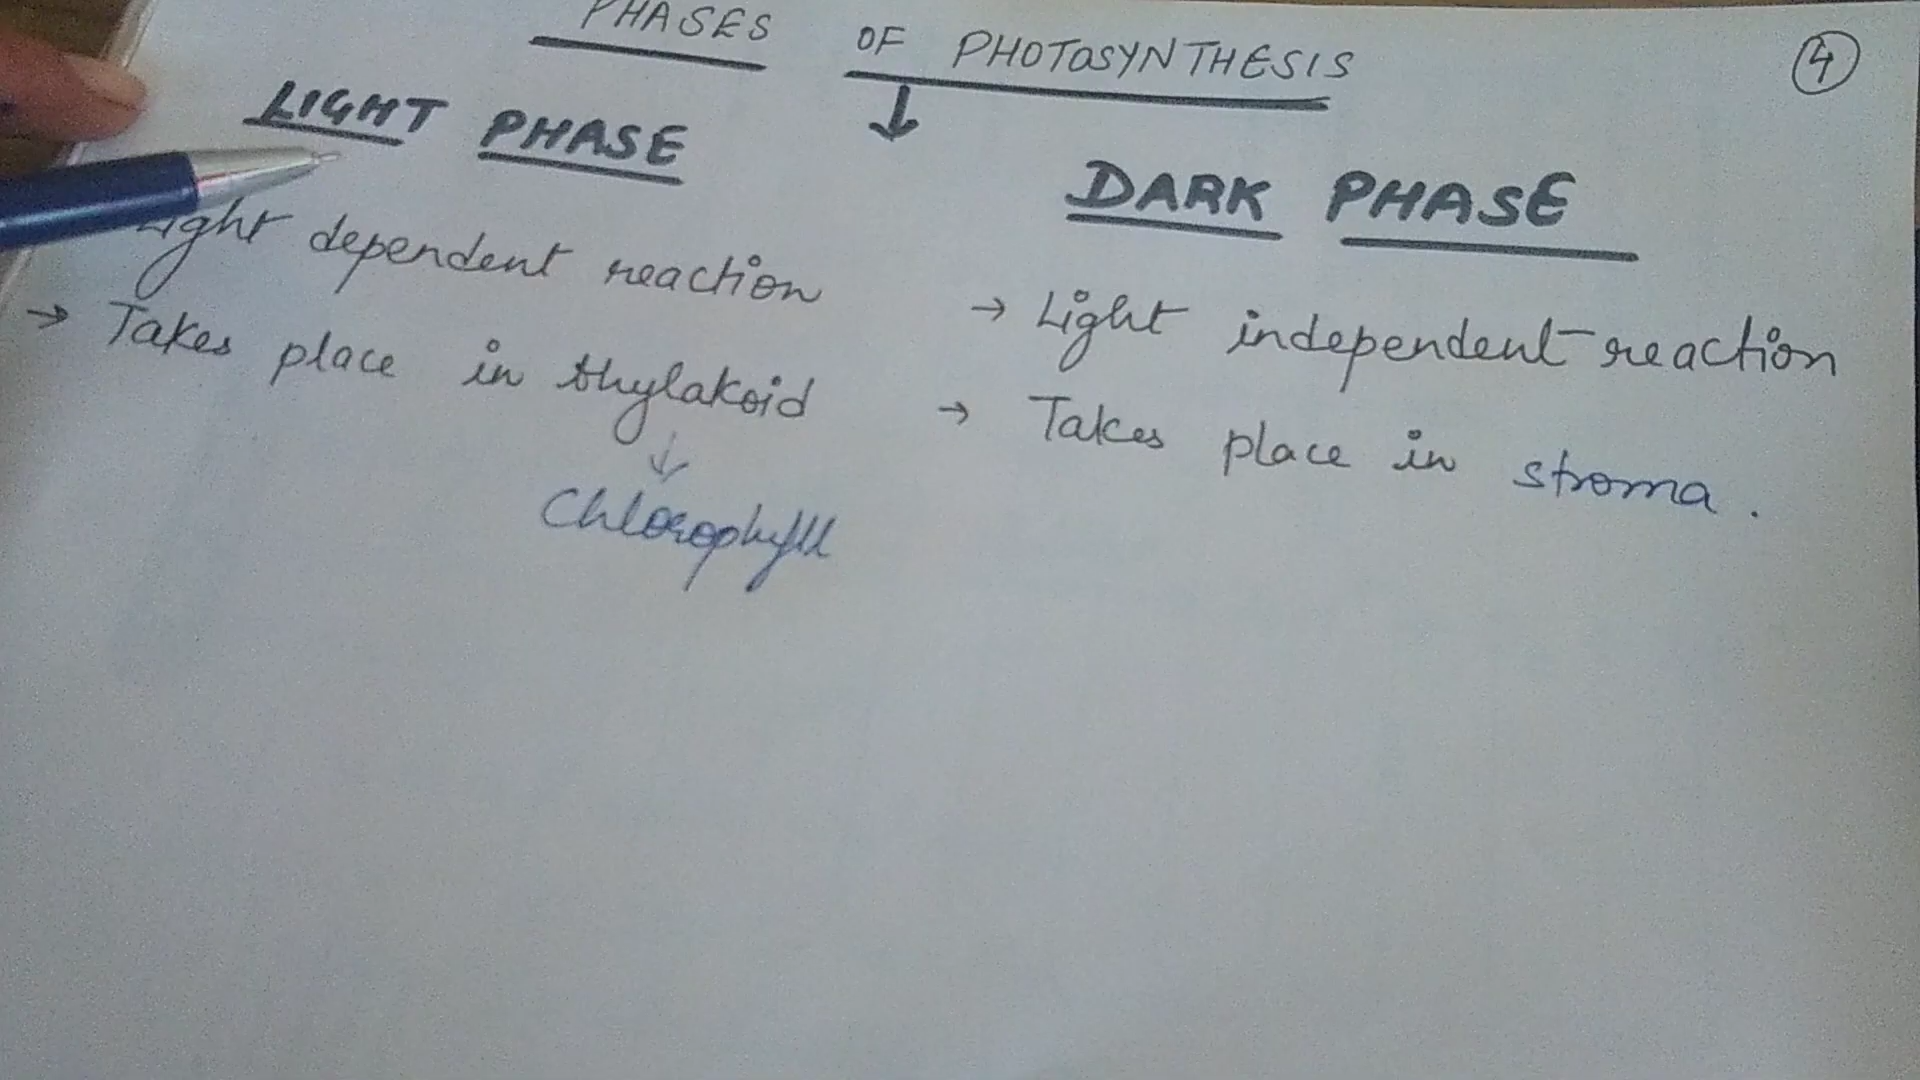 PHASES OF PHOTOSYNTHESIS
4
↓
LIGHT PHASE
Light dependent reaction
→ Takes place in thylakoid
↓
Chlorophyll
DARK PHASE
→ Light independent reaction
→ Takes place in stroma.